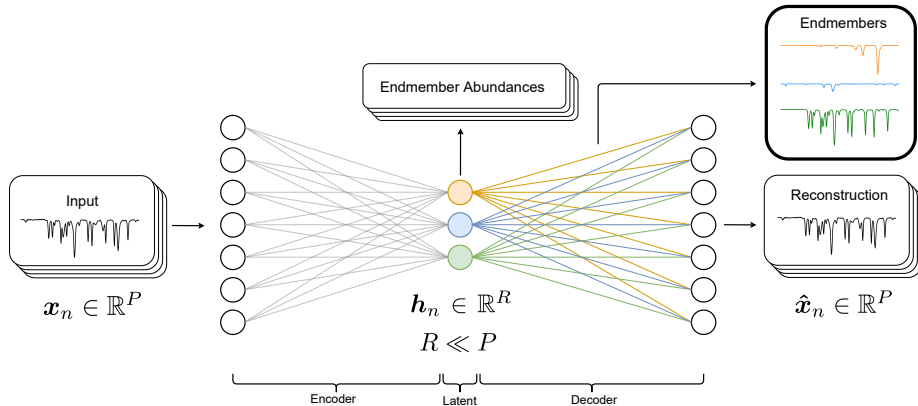 Endmembers
Endmember Abundances
Input
Reconstruction
𝒙ₙ ∈ ℝᴾ
𝒉ₙ ∈ ℝᴿ
𝒙̂ₙ ∈ ℝᴾ
R ≪ P
Encoder
Latent
Decoder